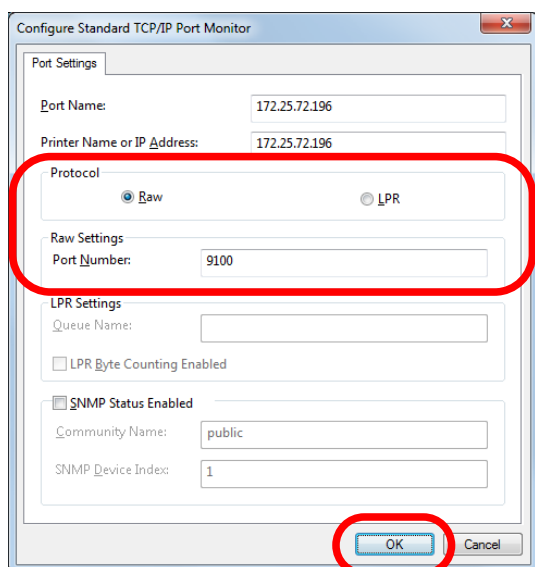 Configure Standard TCP/IP Port Monitor
Port Settings
Port Name: 172.25.72.196
Printer Name or IP Address: 172.25.72.196
Protocol
Raw LPR
Raw Settings
Port Number: 9100
LPR Settings
Queue Name:
LPR Byte Counting Enabled
SNMP Status Enabled
Community Name: public
SNMP Device Index: 1
OK Cancel